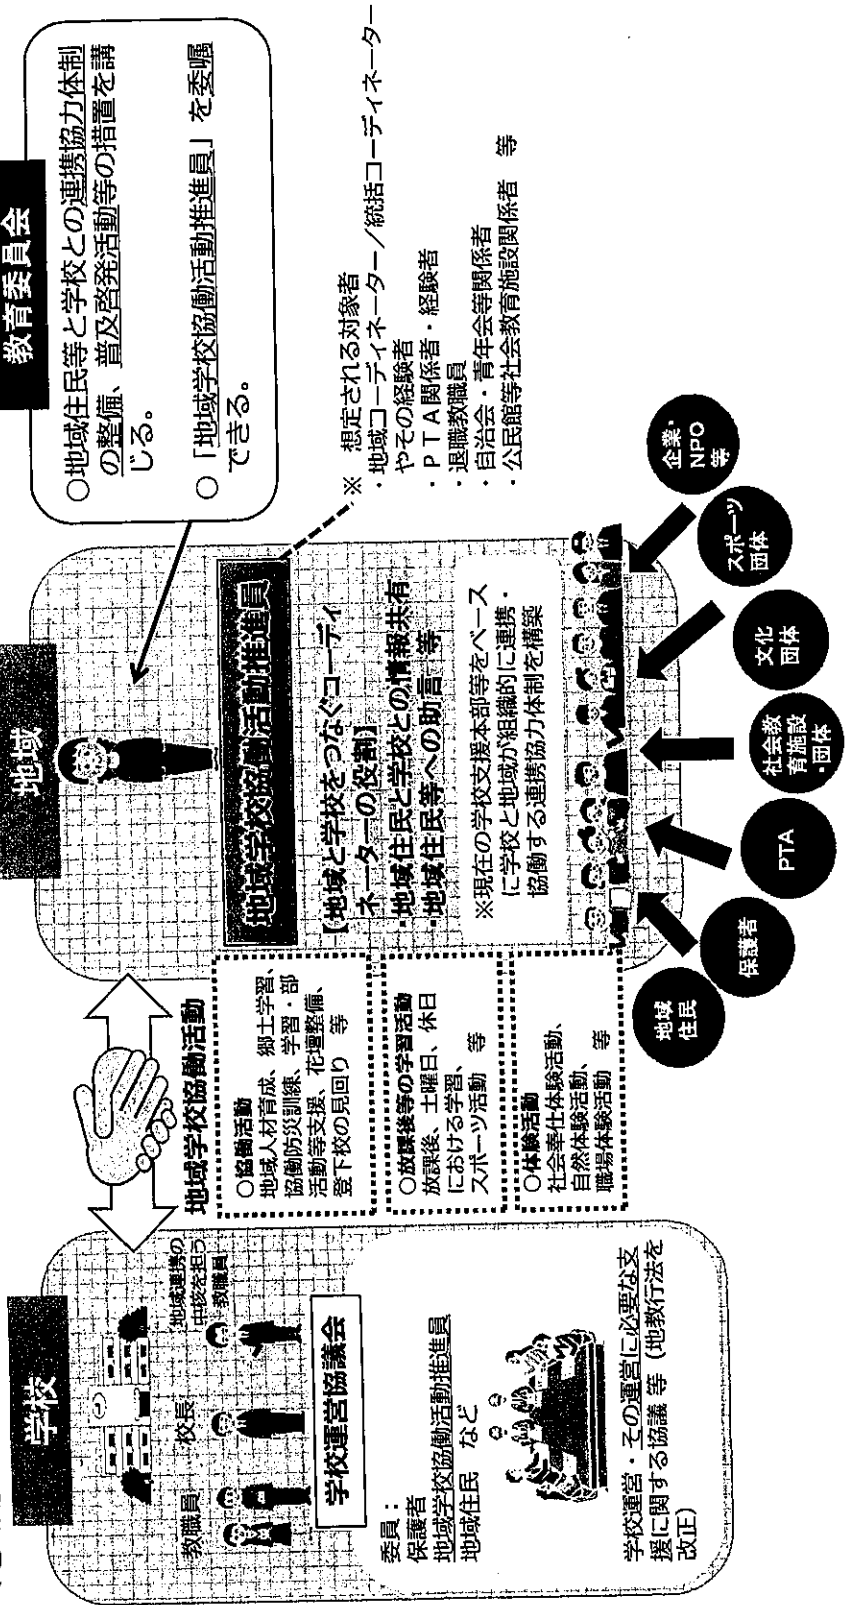 学校
教職員
校長
地域連携の
中核を担う
教職員
学校運営協議会
委員：
保護者
地域学校協働活動推進員
地域住民 など
学校運営・その運営に必要な支
援に関する協議 等（地教行法を
改正）
地域学校協働活動
○協働活動
地域人材育成、郷土学習、
協働防災訓練、学習・部
活動等支援、花壇整備、
登下校の見回り 等
○放課後等の学習活動
放課後、土曜日、休日
における学習、
スポーツ活動 等
○体験活動
社会奉仕体験活動、
自然体験活動、
職場体験活動 等
地域
地域学校協働活動推進員
【地域と学校をつなぐコーディ
ネーターの役割】
・地域住民と学校との情報共有
・地域住民等への助言 等
※現在の学校支援本部等をベース
に学校と地域が組織的に連携・
協働する連携協力体制を構築
地域
住民
保護者
PTA
社会教
育施設
・団体
文化
団体
スポーツ
団体
企業・
NPO
等
教育委員会
○地域住民等と学校との連携協力体制
の整備、普及啓発活動等の措置を講
じる。
○「地域学校協働活動推進員」を委嘱
できる。
※ 想定される対象者
・地域コーディネーター／統括コーディネーター
やその経験者
・ＰＴＡ関係者・経験者
・退職教職員
・自治会・青年会等関係者
・公民館等社会教育施設関係者 等